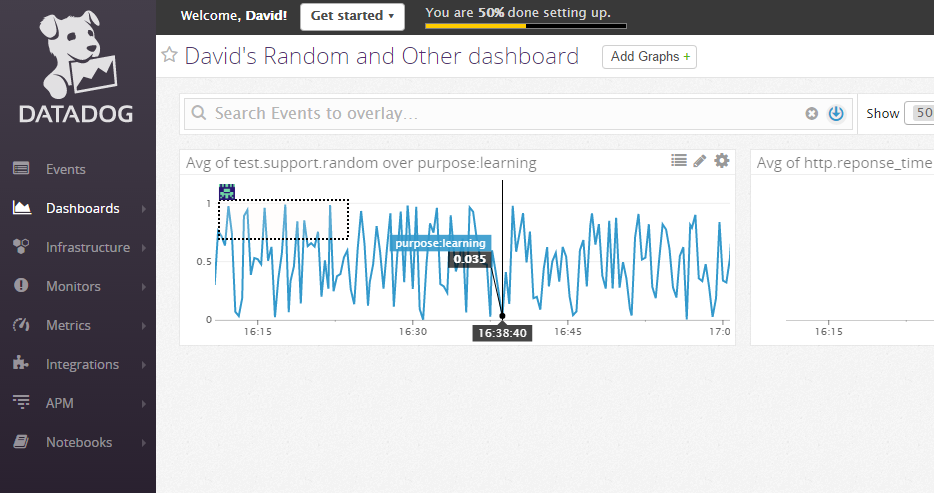 Welcome, David!
Get started
You are 50% done setting up.
DATADOG
David's Random and Other dashboard
Add Graphs +
Search Events to overlay...
Show
50
Events
Dashboards
Infrastructure
Monitors
Metrics
Integrations
APM
Notebooks
Avg of test.support.random over purpose:learning
1
0.5
0
purpose:learning
0.035
16:15
16:30
16:38:40
16:45
17:0
Avg of http.reponse_time
16:15